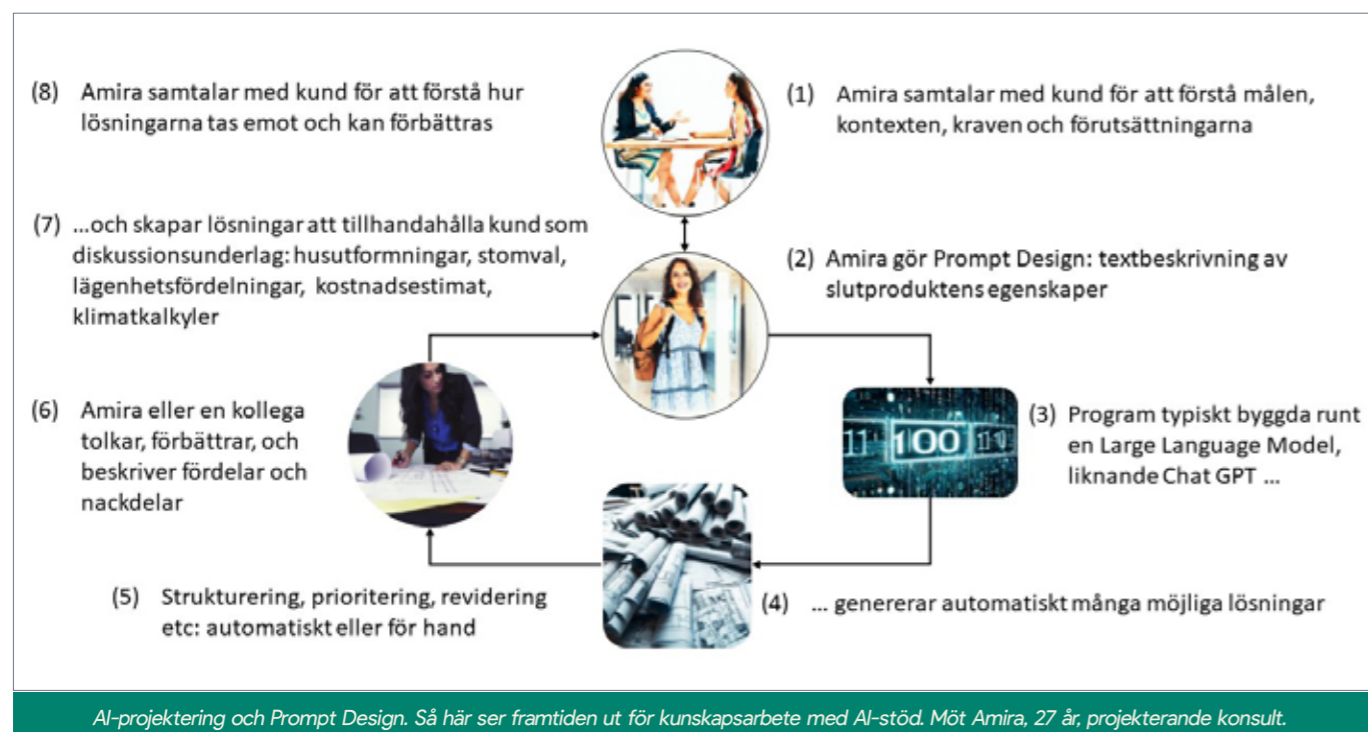 (1) Amira samtalar med kund för att förstå målen,
kontexten, kraven och förutsättningarna
(2) Amira gör Prompt Design: textbeskrivning av
slutproduktens egenskaper
(3) Program typiskt byggda runt
en Large Language Model,
liknande Chat GPT ...
(4) ... genererar automatiskt många möjliga lösningar
(5) Strukturering, prioritering, revidering
etc: automatiskt eller för hand
(6) Amira eller en kollega
tolkar, förbättrar, och
beskriver fördelar och
nackdelar
(7) ...och skapar lösningar att tillhandahålla kund som
diskussionsunderlag: husutformningar, stomval,
lägenhetsfördelningar, kostnadsestimat,
klimatkalkyler
(8) Amira samtalar med kund för att förstå hur
lösningarna tas emot och kan förbättras
11 100 11
AI-projektering och Prompt Design. Så här ser framtiden ut för kunskapsarbete med AI-stöd. Möt Amira, 27 år, projekterande konsult.